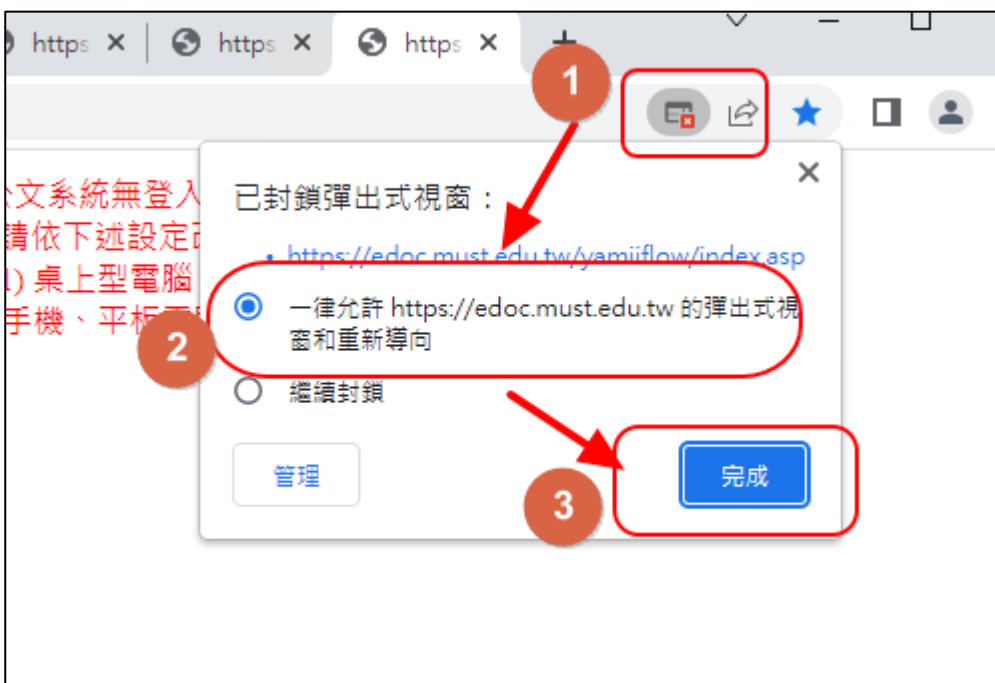 https
https
https
1
文系統無登入
已封鎖彈出式視窗：
請依下述設定
https://edoc.must.edu.tw/yamiiflow/index.asp
1) 桌上型電腦
一律允許 https://edoc.must.edu.tw 的彈出式視
窗和重新導向
手機、平板
2
繼續封鎖
管理
完成
3